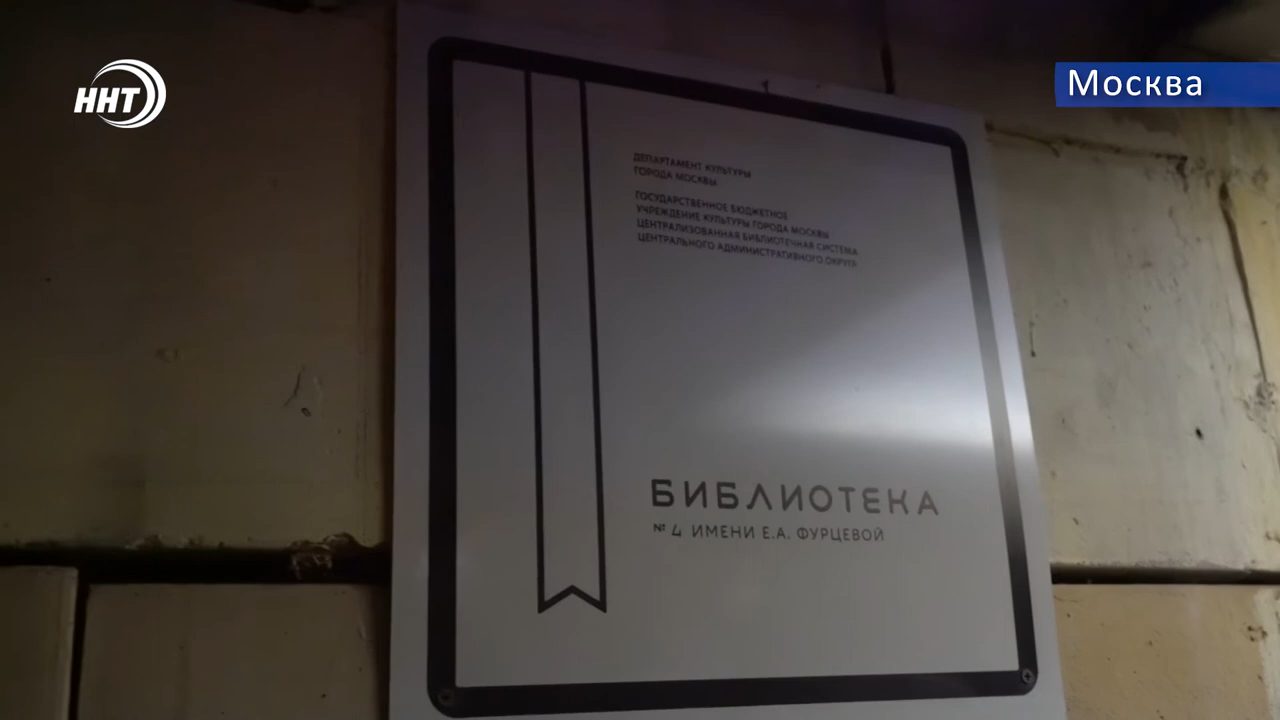 ННТ
Москва
ДЕПАРТАМЕНТ КУЛЬТУРЫ
ГОРОДА МОСКВЫ
ГОСУДАРСТВЕННОЕ БЮДЖЕТНОЕ
УЧРЕЖДЕНИЕ КУЛЬТУРЫ ГОРОДА МОСКВЫ
ЦЕНТРАЛИЗОВАННАЯ БИБЛИОТЕЧНАЯ СИСТЕМА
ЦЕНТРАЛЬНОГО АДМИНИСТРАТИВНОГО ОКРУГА
БИБЛИОТЕКА
№ 4 ИМЕНИ Е.А. ФУРЦЕВОЙ